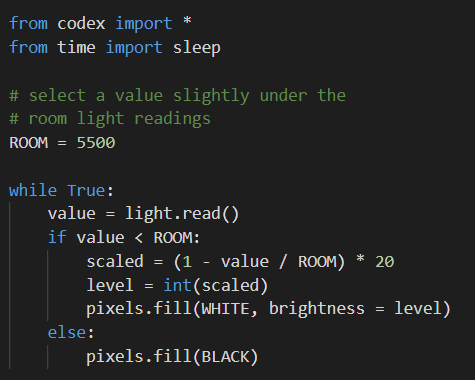 from codex import *
from time import sleep
# select a value slightly under the
# room light readings
ROOM = 5500
while True:
    value = light.read()
    if value < ROOM:
        scaled = (1 - value / ROOM) * 20
        level = int(scaled)
        pixels.fill(WHITE, brightness = level)
    else:
        pixels.fill(BLACK)